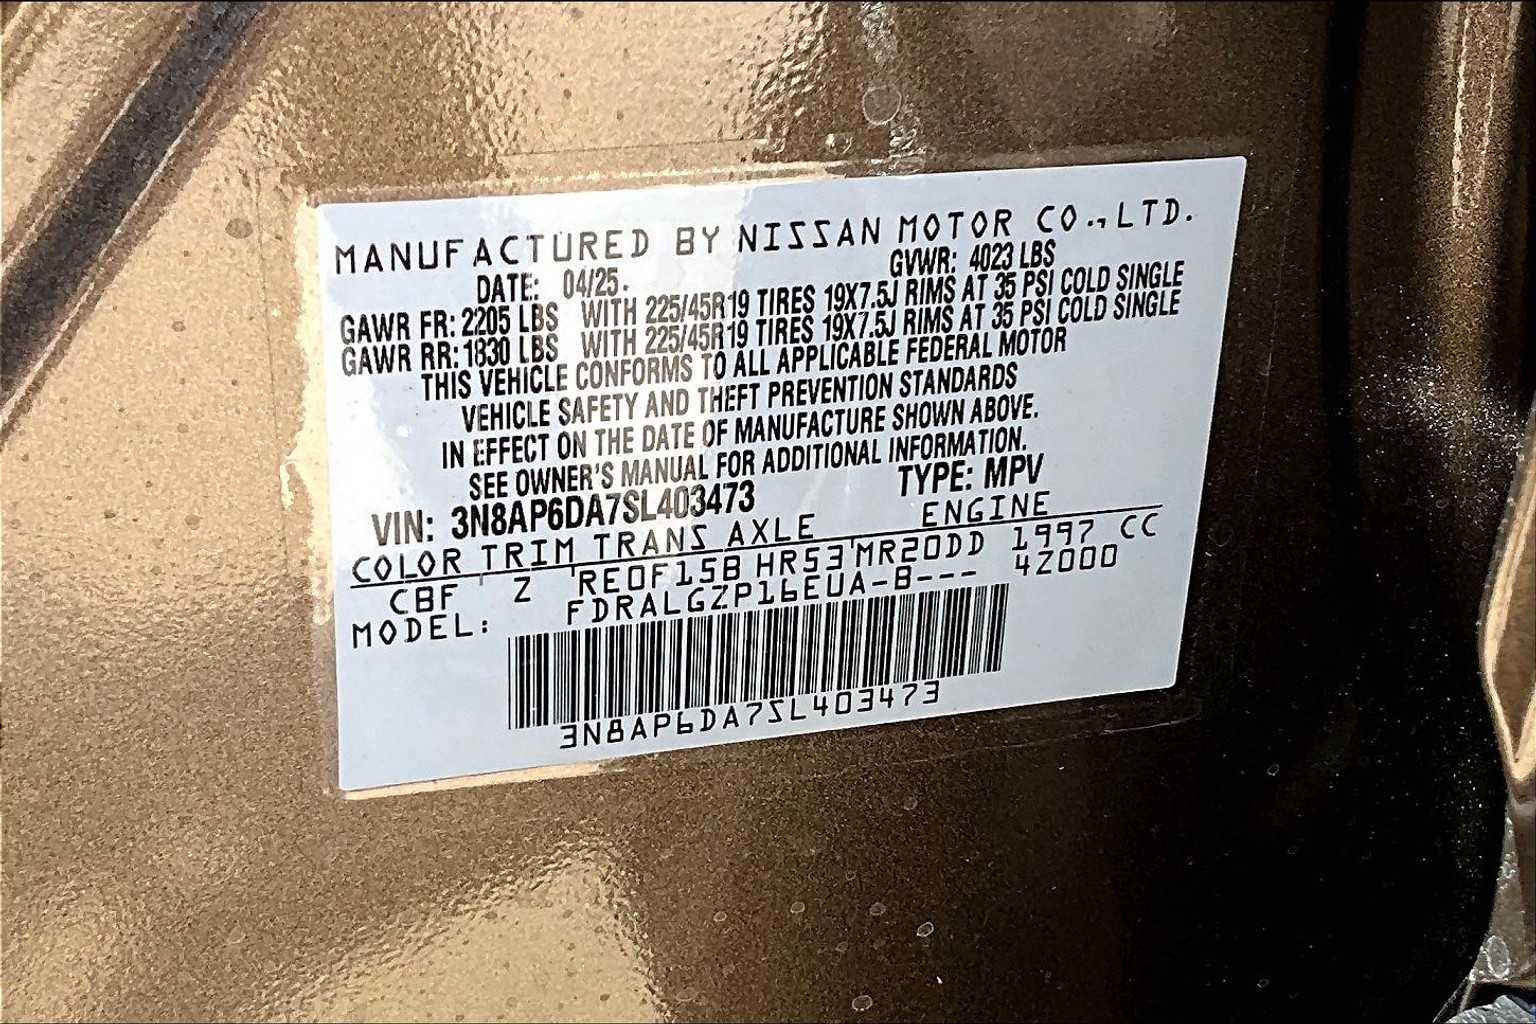 MANUFACTURED BY NISSAN MOTOR CO.,LTD.
DATE: 04/25. GVWR: 4023 LBS
GAWR FR: 2205 LBS WITH 225/45R19 TIRES 19X7.5J RIMS AT 35 PSI COLD SINGLE
GAWR RR: 1830 LBS WITH 225/45R19 TIRES 19X7.5J RIMS AT 35 PSI COLD SINGLE
THIS VEHICLE CONFORMS TO ALL APPLICABLE FEDERAL MOTOR
VEHICLE SAFETY AND THEFT PREVENTION STANDARDS
IN EFFECT ON THE DATE OF MANUFACTURE SHOWN ABOVE.
SEE OWNER'S MANUAL FOR ADDITIONAL INFORMATION.
VIN: 3N8AP6DA7SL403473 TYPE: MPV
COLOR TRIM TRANS AXLE ENGINE
CBF Z RE0F15B HR53 MR20DD 1997 CC
MODEL: FDRALGZP16EUA-B--- 4Z000
3N8AP6DA7SL403473